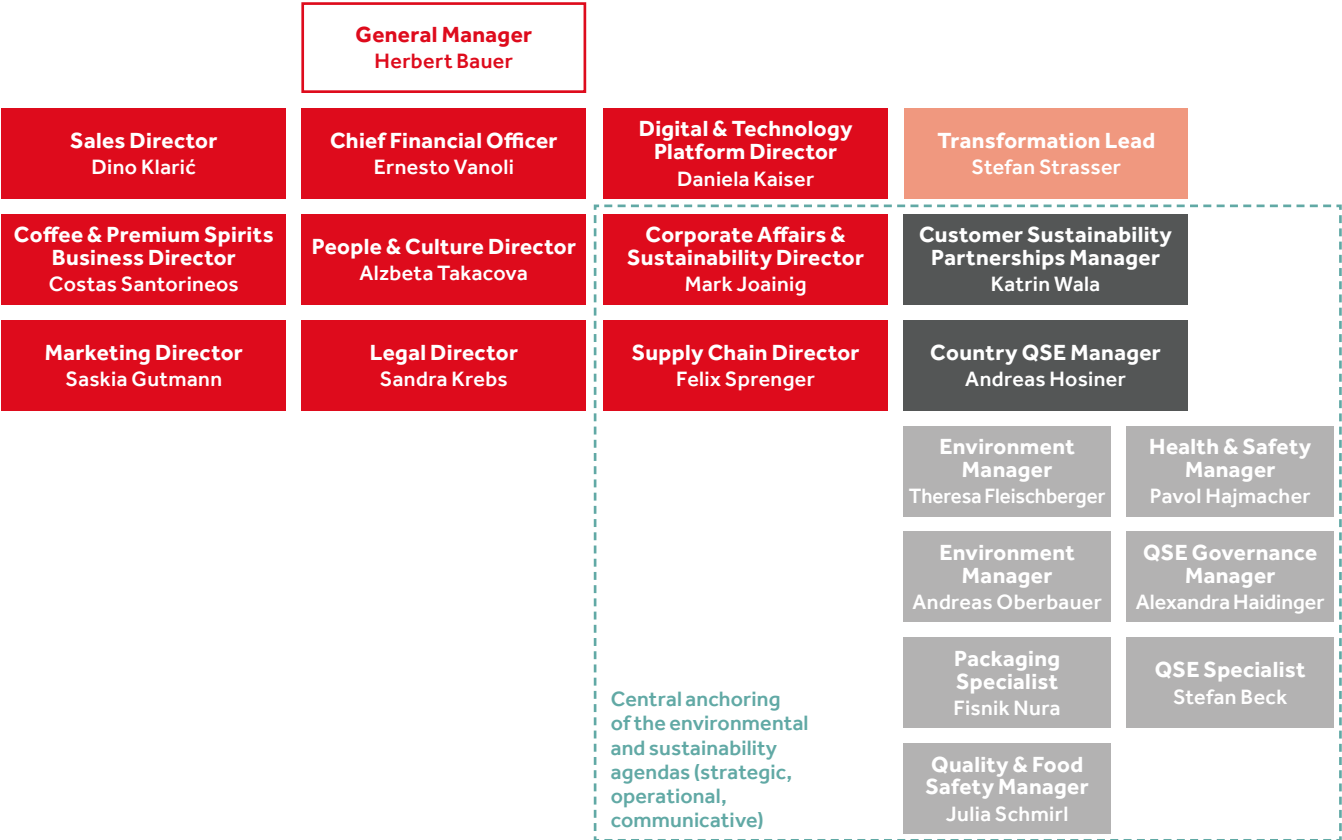 General Manager
Herbert Bauer
Sales Director
Dino Klarić
Chief Financial Officer
Ernesto Vanoli
Digital & Technology
Platform Director
Daniela Kaiser
Transformation Lead
Stefan Strasser
Coffee & Premium Spirits
Business Director
Costas Santorineos
People & Culture Director
Alzbeta Takacova
Corporate Affairs &
Sustainability Director
Mark Joainig
Customer Sustainability
Partnerships Manager
Katrin Wala
Marketing Director
Saskia Gutmann
Legal Director
Sandra Krebs
Supply Chain Director
Felix Sprenger
Country QSE Manager
Andreas Hosiner
Environment
Manager
Theresa Fleischberger
Health & Safety
Manager
Pavol Hajmacher
Environment
Manager
Andreas Oberbauer
QSE Governance
Manager
Alexandra Haidinger
Packaging
Specialist
Fisnik Nura
QSE Specialist
Stefan Beck
Central anchoring
of the environmental
and sustainability
agendas (strategic,
operational,
communicative)
Quality & Food
Safety Manager
Julia Schmirl